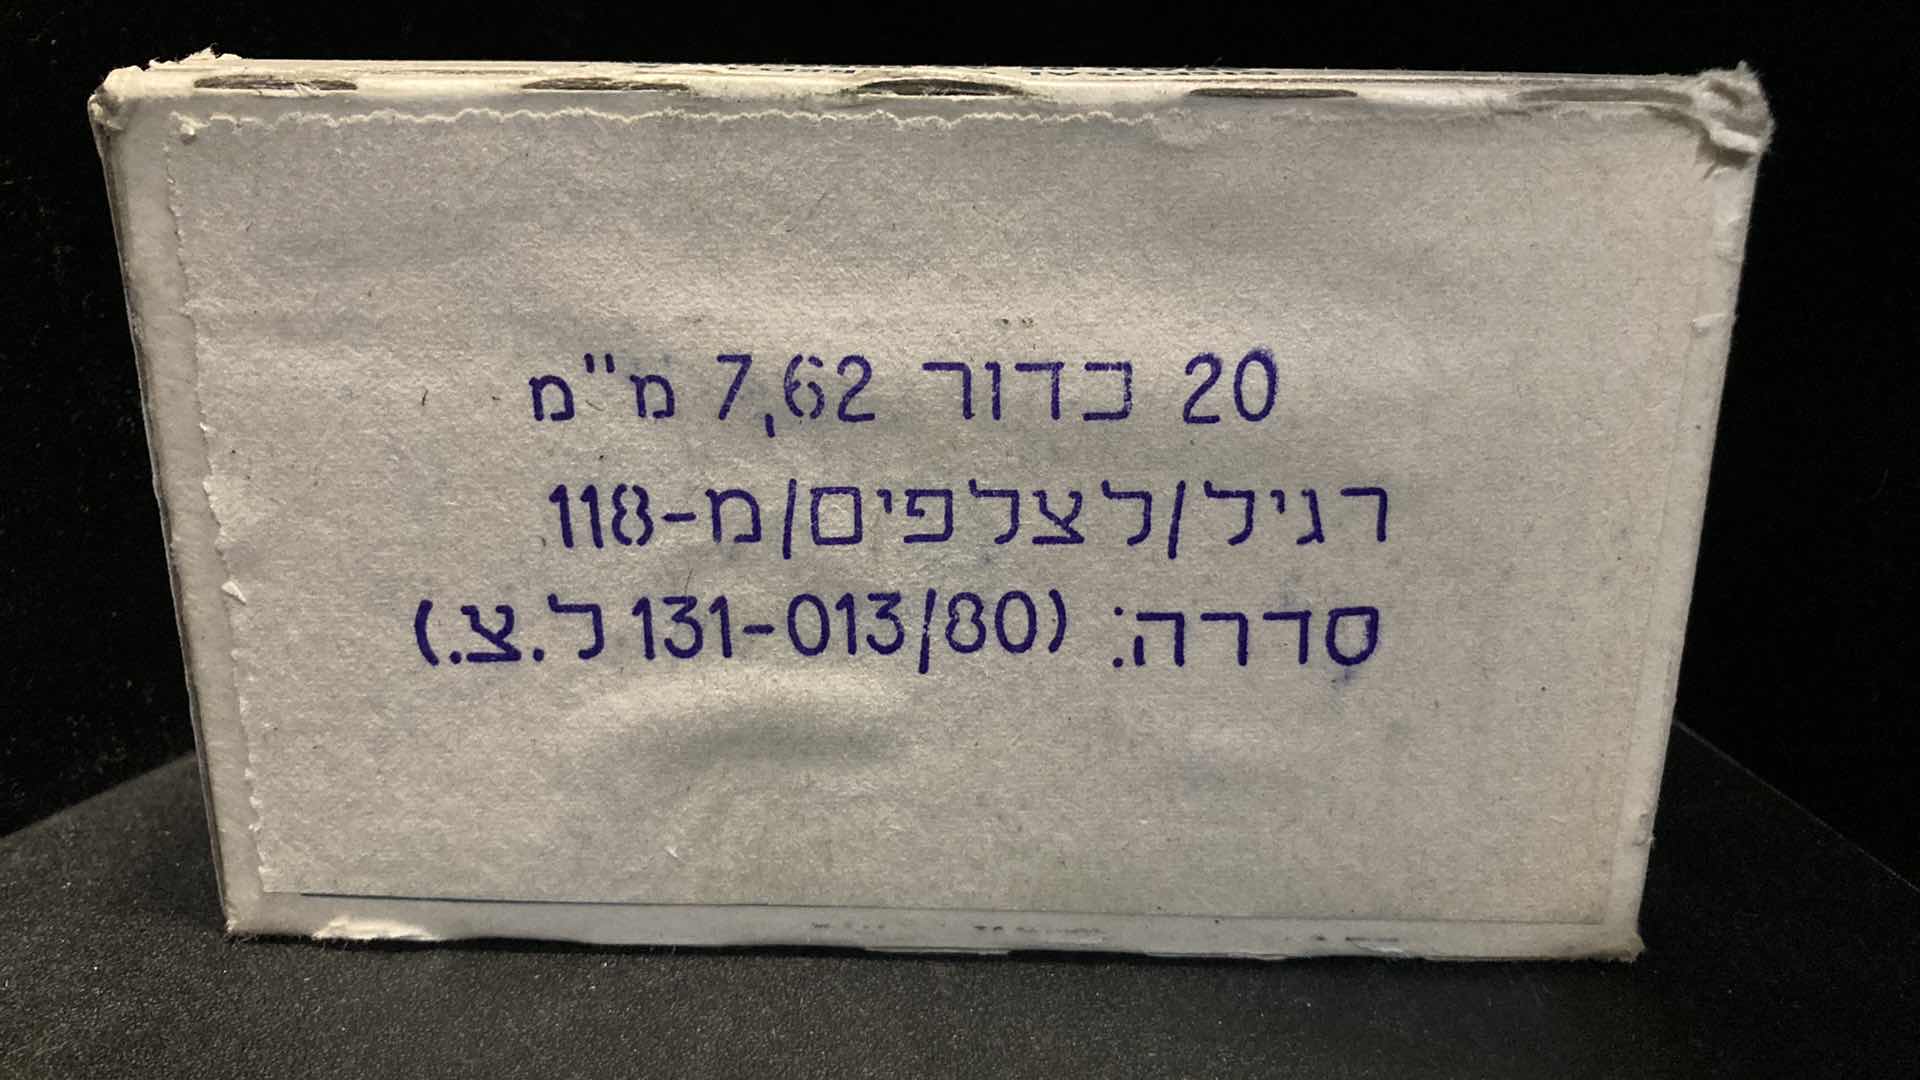 20 כדור 7,62 מ"מ
רגיל/לצלפים/מ-118
סדרה: (131-013/80 ל.צ.)